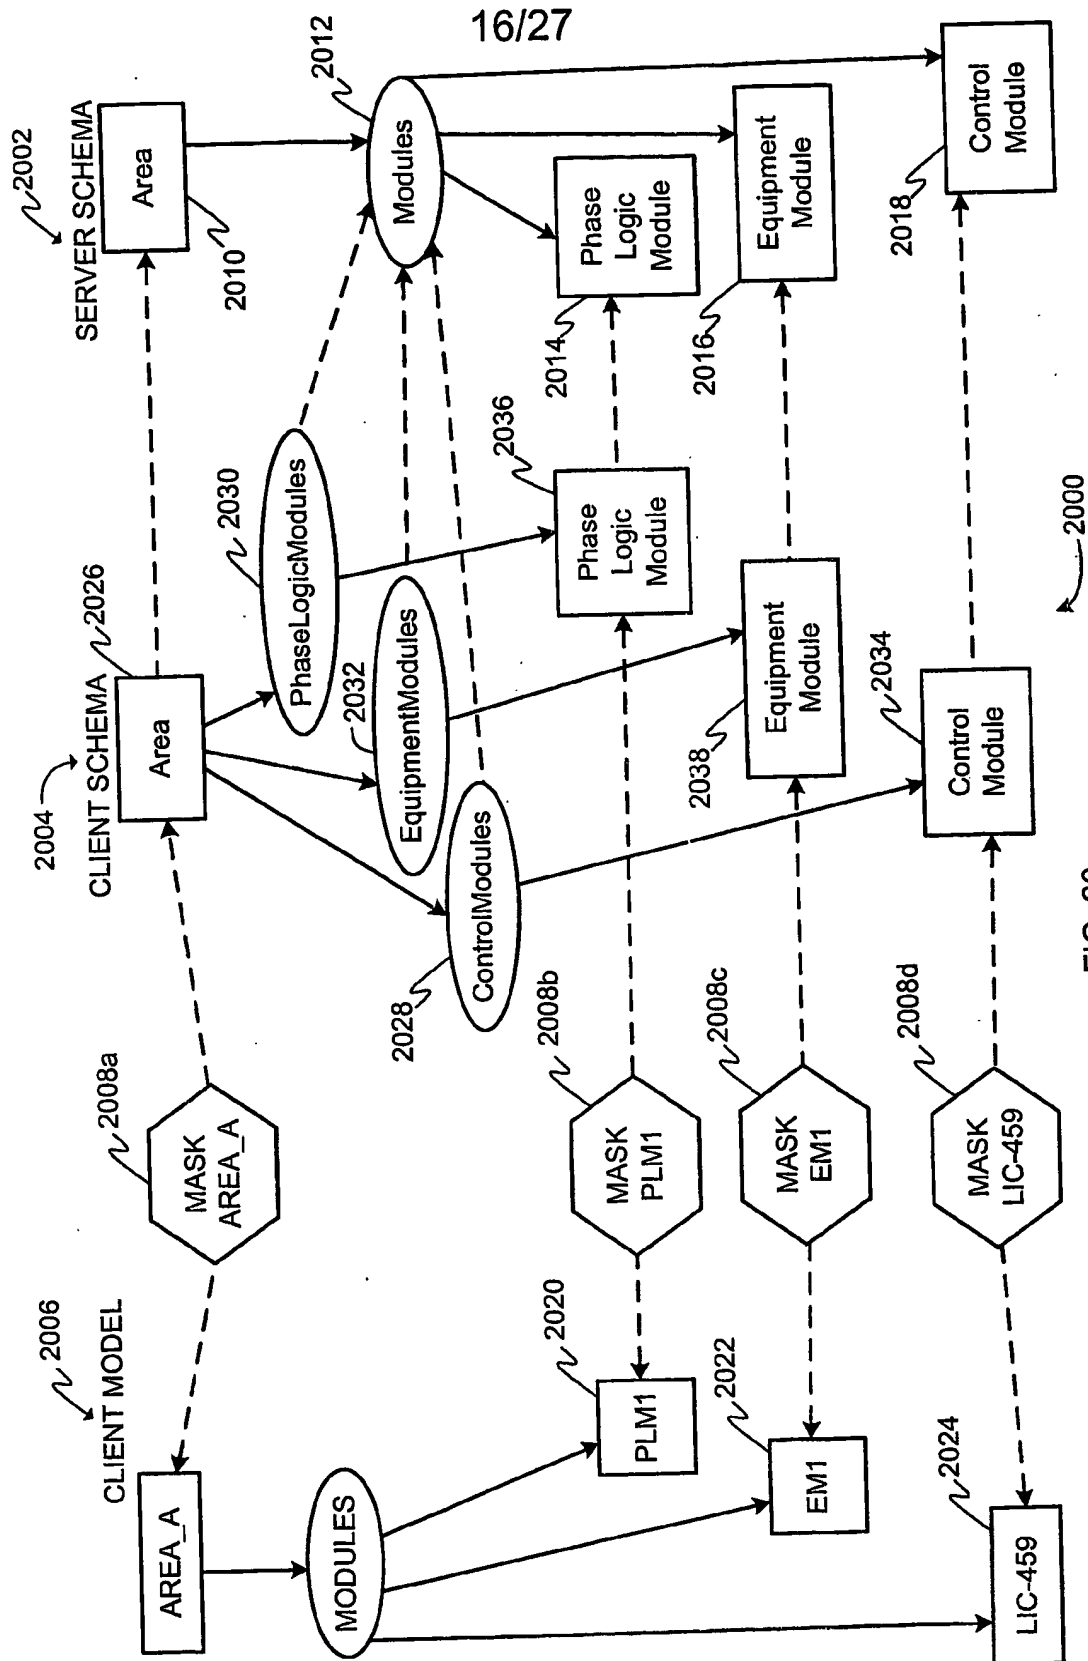 16/27
2006
CLIENT MODEL
AREA_A
MODULES
PLM1
2020
EM1
2022
LIC-459
2024
2008a
MASK
AREA_A
MASK
PLM1
2008b
MASK
EM1
2008c
MASK
LIC-459
2008d
2004
CLIENT SCHEMA
2026
Area
PhaseLogicModules
2030
EquipmentModules
2032
ControlModules
2028
Phase
Logic
Module
2036
Equipment
Module
2038
Control
Module
2034
2002
SERVER SCHEMA
Area
2010
Modules
2012
Phase
Logic
Module
2014
Equipment
Module
2016
Control
Module
2018
2000